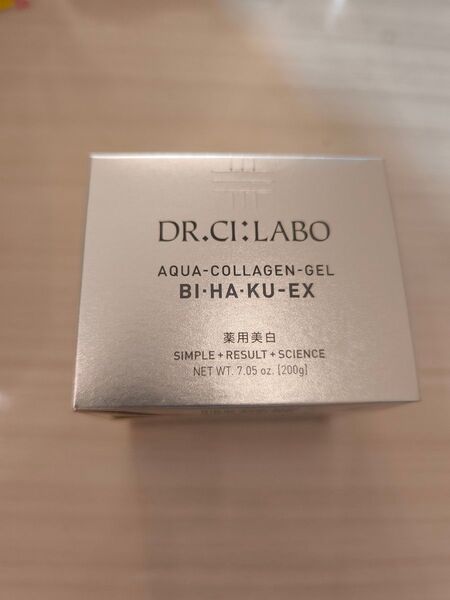 DR.CI:LABO
AQUA-COLLAGEN-GEL
BI·HA·KU-EX
薬用美白
SIMPLE+RESULT+SCIENCE
NET WT. 7.05 oz. [200g]